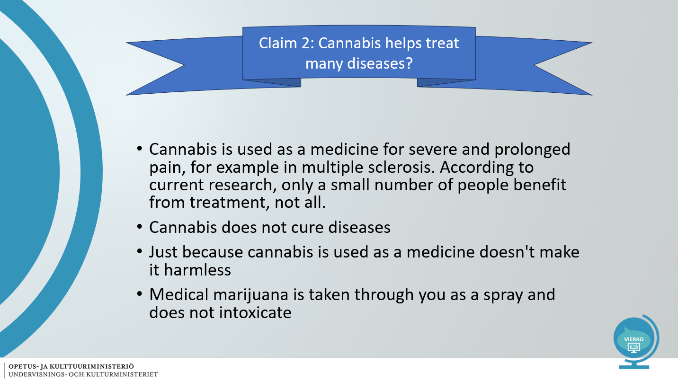 Claim 2: Cannabis helps treat
many diseases?
• Cannabis is used as a medicine for severe and prolonged
pain, for example in multiple sclerosis. According to
current research, only a small number of people benefit
from treatment, not all.
• Cannabis does not cure diseases
• Just because cannabis is used as a medicine doesn't make
it harmless
• Medical marijuana is taken through you as a spray and
does not intoxicate
VIERKO
OPETUS- JA KULTTUURIMINISTERIÖ
UNDERVISNINGS- OCH KULTURMINISTERIET